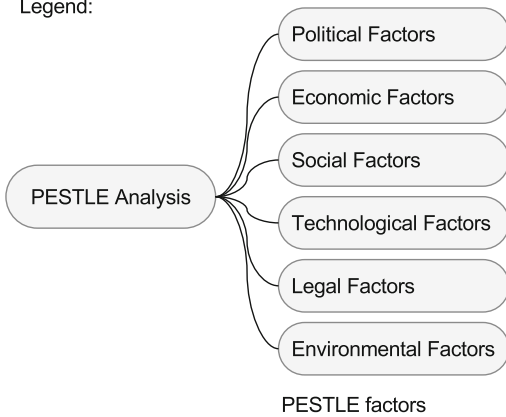 Legend:
Political Factors
Economic Factors
Social Factors
PESTLE Analysis
Technological Factors
Legal Factors
Environmental Factors
PESTLE factors